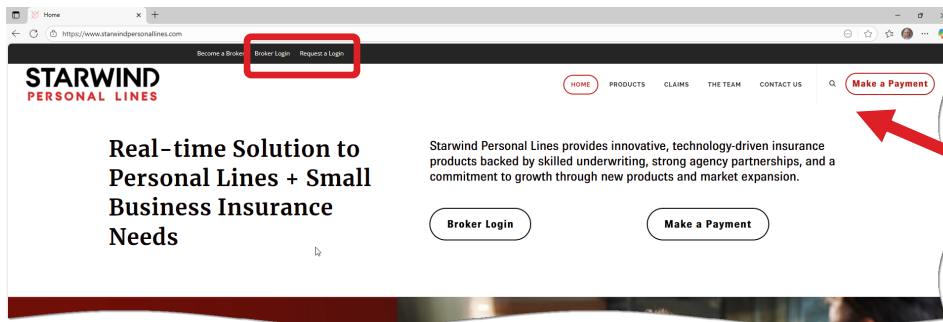 Home
https://www.starwindpersonallines.com
Become a Broker Broker Login Request a Login
STARWIND
PERSONAL LINES
HOME PRODUCTS CLAIMS THE TEAM CONTACT US Make a Payment
Real-time Solution to
Personal Lines + Small
Business Insurance
Needs
Starwind Personal Lines provides innovative, technology-driven insurance
products backed by skilled underwriting, strong agency partnerships, and a
commitment to growth through new products and market expansion.
Broker Login Make a Payment